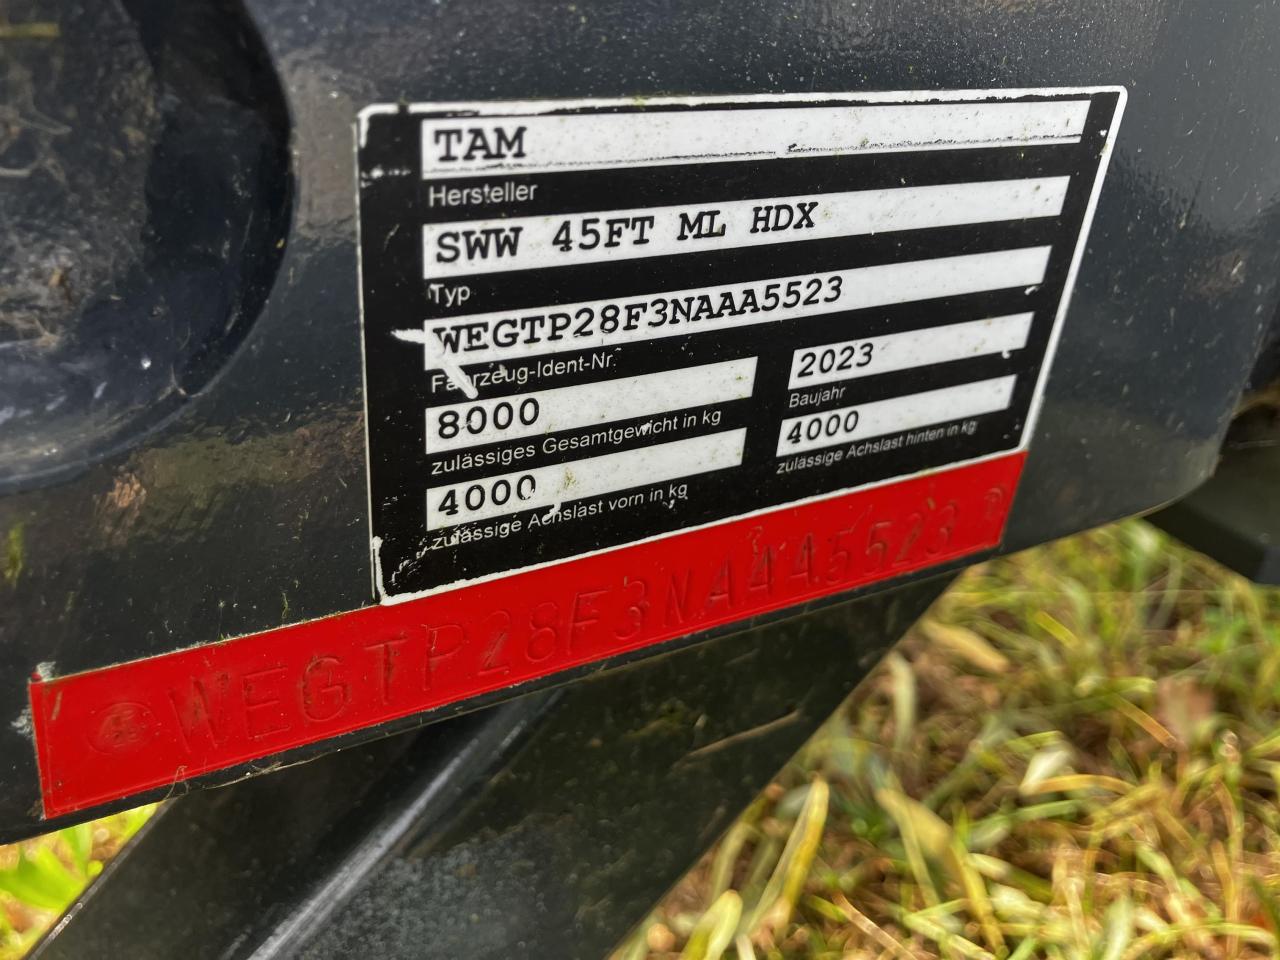 TAM
Hersteller
SWW 45FT ML HDX
Typ
WEGTP28F3NAAA5523
Fahrzeug-Ident-Nr.
8000
zulässiges Gesamtgewicht in kg
2023
Baujahr
4000
zulässige Achslast vorn in kg
4000
zulässige Achslast hinten in kg
WEGTP28F3NAAA5523